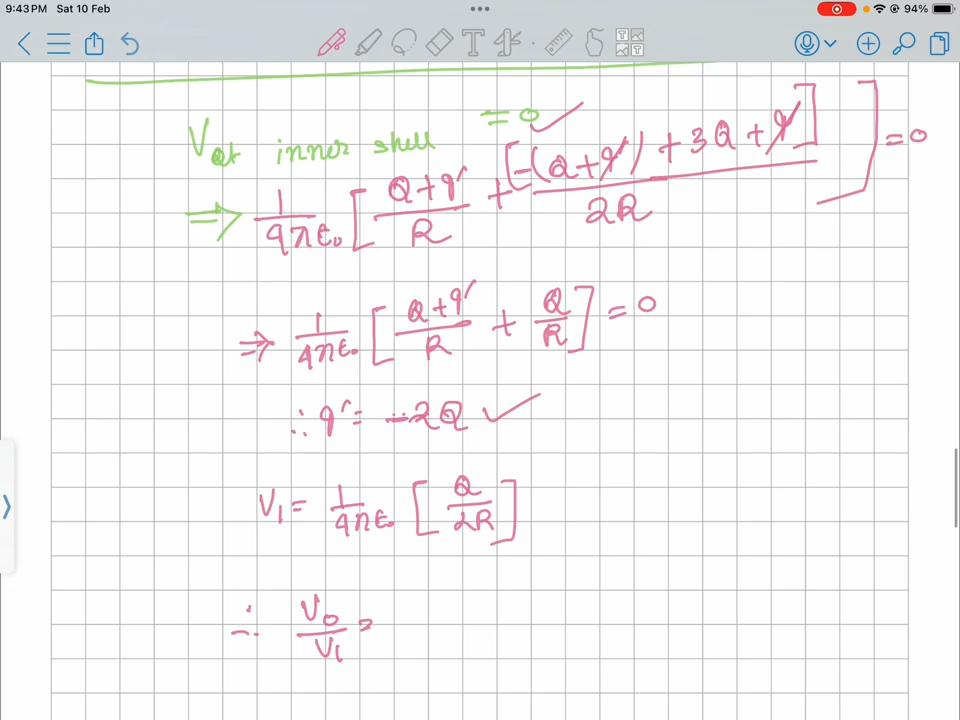 9:43 PM Sat 10 Feb
94%
V at inner shell = 0 ✓
⇒ 1/4πε₀ [ Q+q'/R + [-(Q+q') + 3Q + q']/2R ] = 0
⇒ 1/4πε₀ [ Q+q'/R + Q/R ] = 0
∴ q' = -2Q ✓
V₁ = 1/4πε₀ [ Q/2R ]
∴ V₀/V₁ =